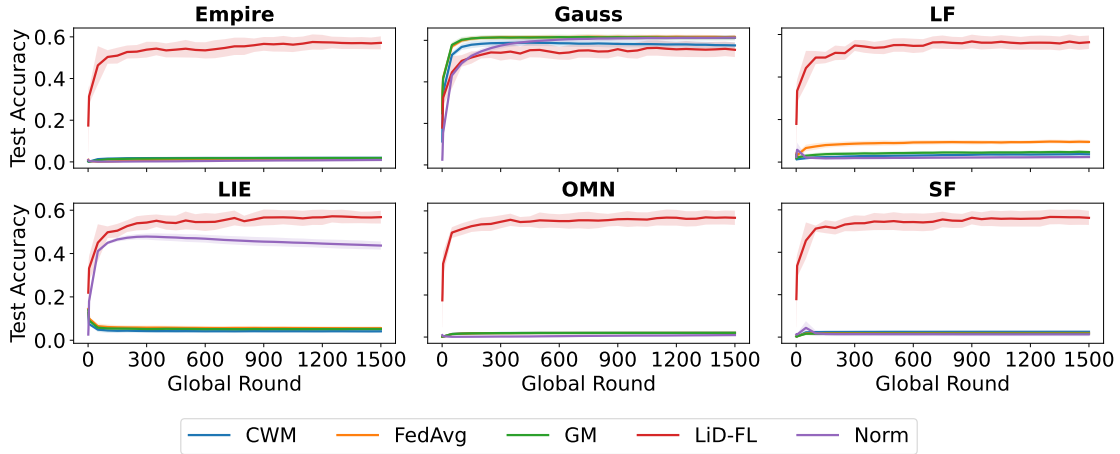 Empire Gauss LF
Test Accuracy
0.6
0.4
0.2
0.0
LIE OMN SF
Test Accuracy
0.6
0.4
0.2
0.0
0 300 600 900 1200 1500 0 300 600 900 1200 1500 0 300 600 900 1200 1500
Global Round Global Round Global Round
CWM FedAvg GM LiD-FL Norm